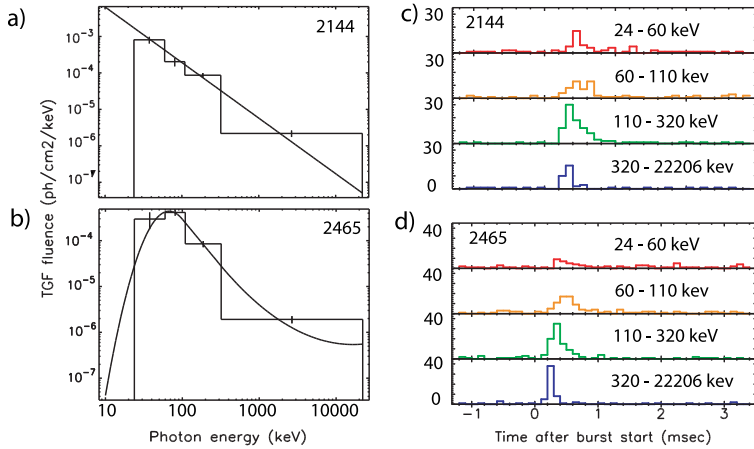 a)
2144
10⁻³
10⁻⁴
10⁻⁵
10⁻⁶
10⁻⁷
b)
2465
10⁻⁴
10⁻⁵
10⁻⁶
10⁻⁷
TGF fluence (ph/cm2/keV)
10
100
1000
10000
Photon energy (keV)
c)
2144
30
24 - 60 keV
30
60 - 110 kev
30
110 - 320 keV
30
320 - 22206 keV
0
d)
2465
40
24 - 60 keV
40
60 - 110 kev
40
110 - 320 keV
40
320 - 22206 kev
0
-1
0
1
2
3
Time after burst start (msec)